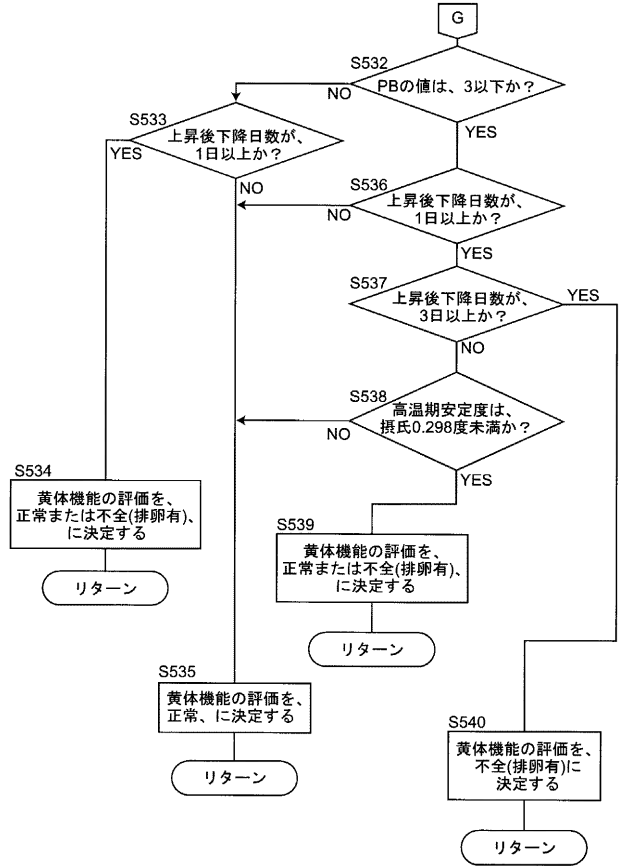 G
S532
PBの値は、3以下か?
NO
YES
S533
上昇後下降日数が、
1日以上か?
YES
NO
S536
上昇後下降日数が、
1日以上か?
NO
YES
S537
上昇後下降日数が、
3日以上か?
YES
NO
S538
高温期安定度は、
摂氏0.298度未満か?
NO
YES
S534
黄体機能の評価を、
正常または不全(排卵有)、
に決定する
リターン
S539
黄体機能の評価を、
正常または不全(排卵有)、
に決定する
リターン
S535
黄体機能の評価を、
正常、に決定する
リターン
S540
黄体機能の評価を、
不全(排卵有)に
決定する
リターン